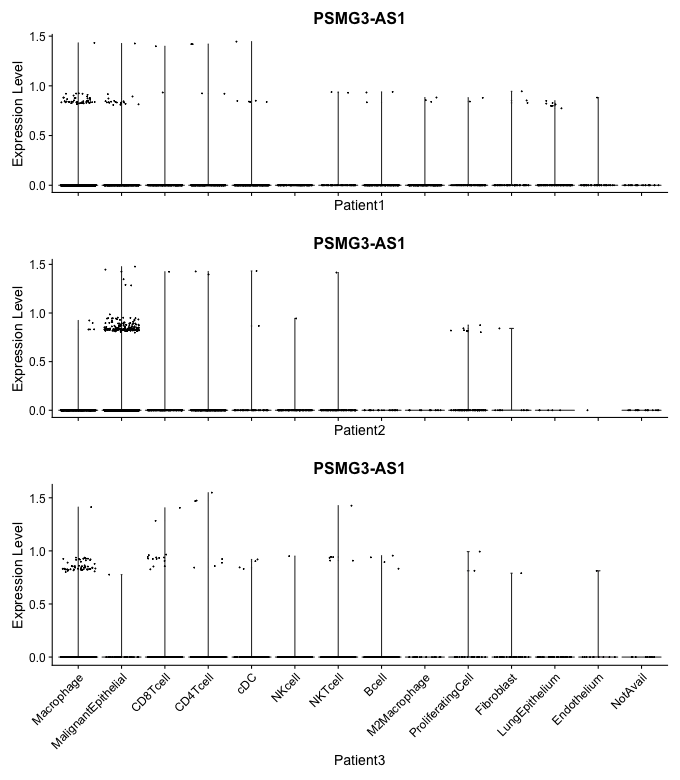 PSMG3-AS1
Expression Level
1.5
1.0
0.5
0.0
Patient1
PSMG3-AS1
Expression Level
1.5
1.0
0.5
0.0
Patient2
PSMG3-AS1
Expression Level
1.5
1.0
0.5
0.0
Macrophage
MalignantEpithelial
CD8Tcell
CD4Tcell
cDC
NKcell
NKTcell
Bcell
M2Macrophage
ProliferatingCell
Fibroblast
LungEpithelium
Endothelium
NotAvail
Patient3